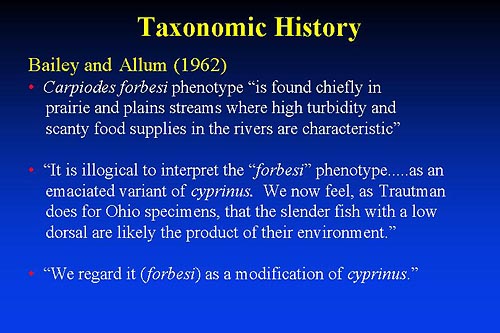 Taxonomic History
Bailey and Allum (1962)
• Carpiodes forbesi phenotype “is found chiefly in
prairie and plains streams where high turbidity and
scanty food supplies in the rivers are characteristic”
• “It is illogical to interpret the “forbesi” phenotype.....as an
emaciated variant of cyprinus. We now feel, as Trautman
does for Ohio specimens, that the slender fish with a low
dorsal are likely the product of their environment.”
• “We regard it (forbesi) as a modification of cyprinus.”